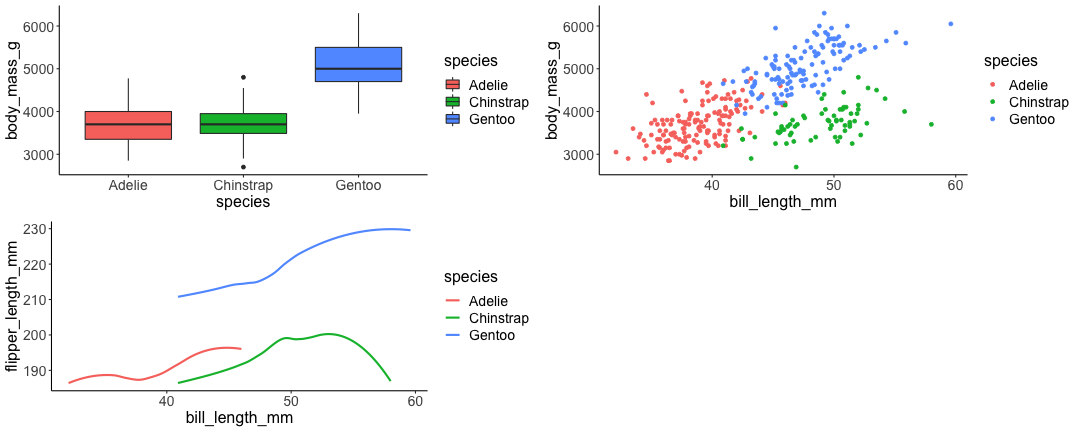 body_mass_g
6000
5000
4000
3000
Adelie Chinstrap Gentoo
species
species
Adelie
Chinstrap
Gentoo
body_mass_g
6000
5000
4000
3000
40 50 60
bill_length_mm
species
Adelie
Chinstrap
Gentoo
flipper_length_mm
230
220
210
200
190
40 50 60
bill_length_mm
species
Adelie
Chinstrap
Gentoo